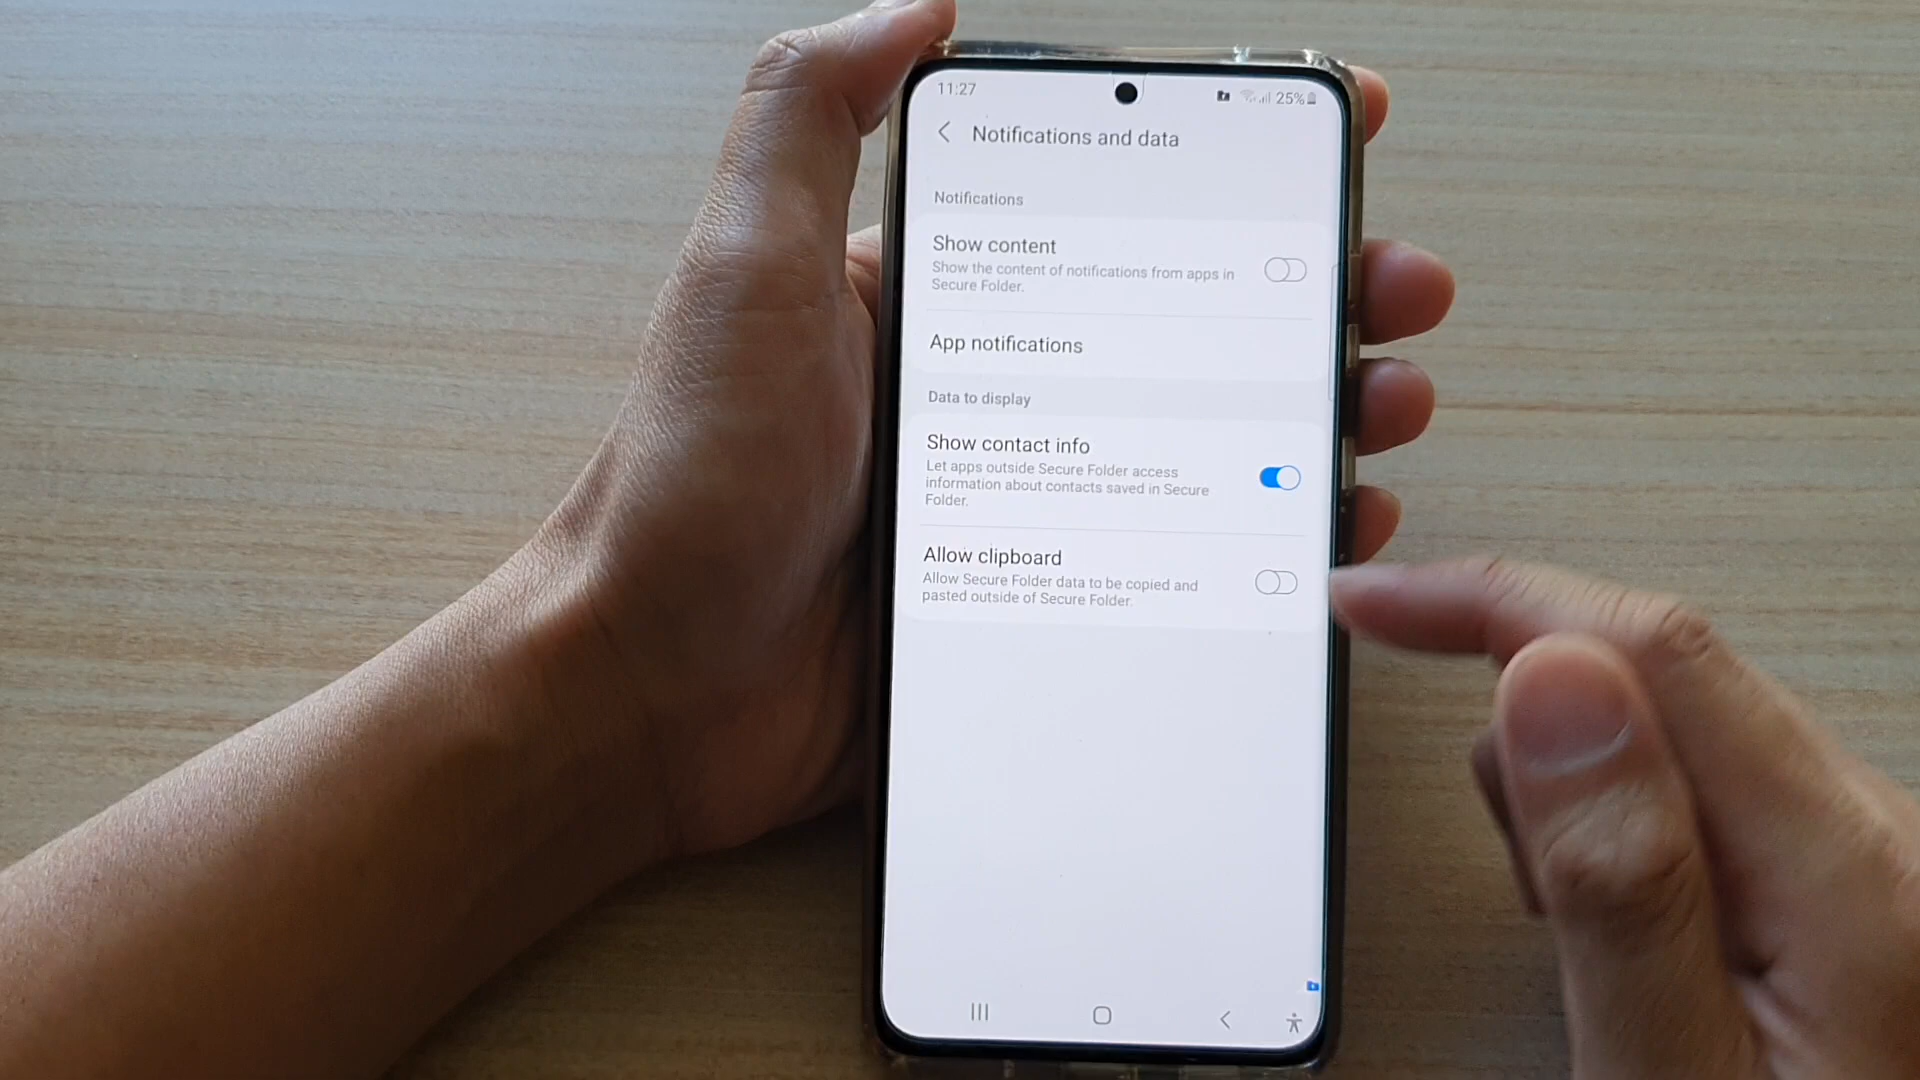 11:27
25%
Notifications and data
Notifications
Show content
Show the content of notifications from apps in
Secure Folder.
App notifications
Data to display
Show contact info
Let apps outside Secure Folder access
information about contacts saved in Secure
Folder.
Allow clipboard
Allow Secure Folder data to be copied and
pasted outside of Secure Folder.